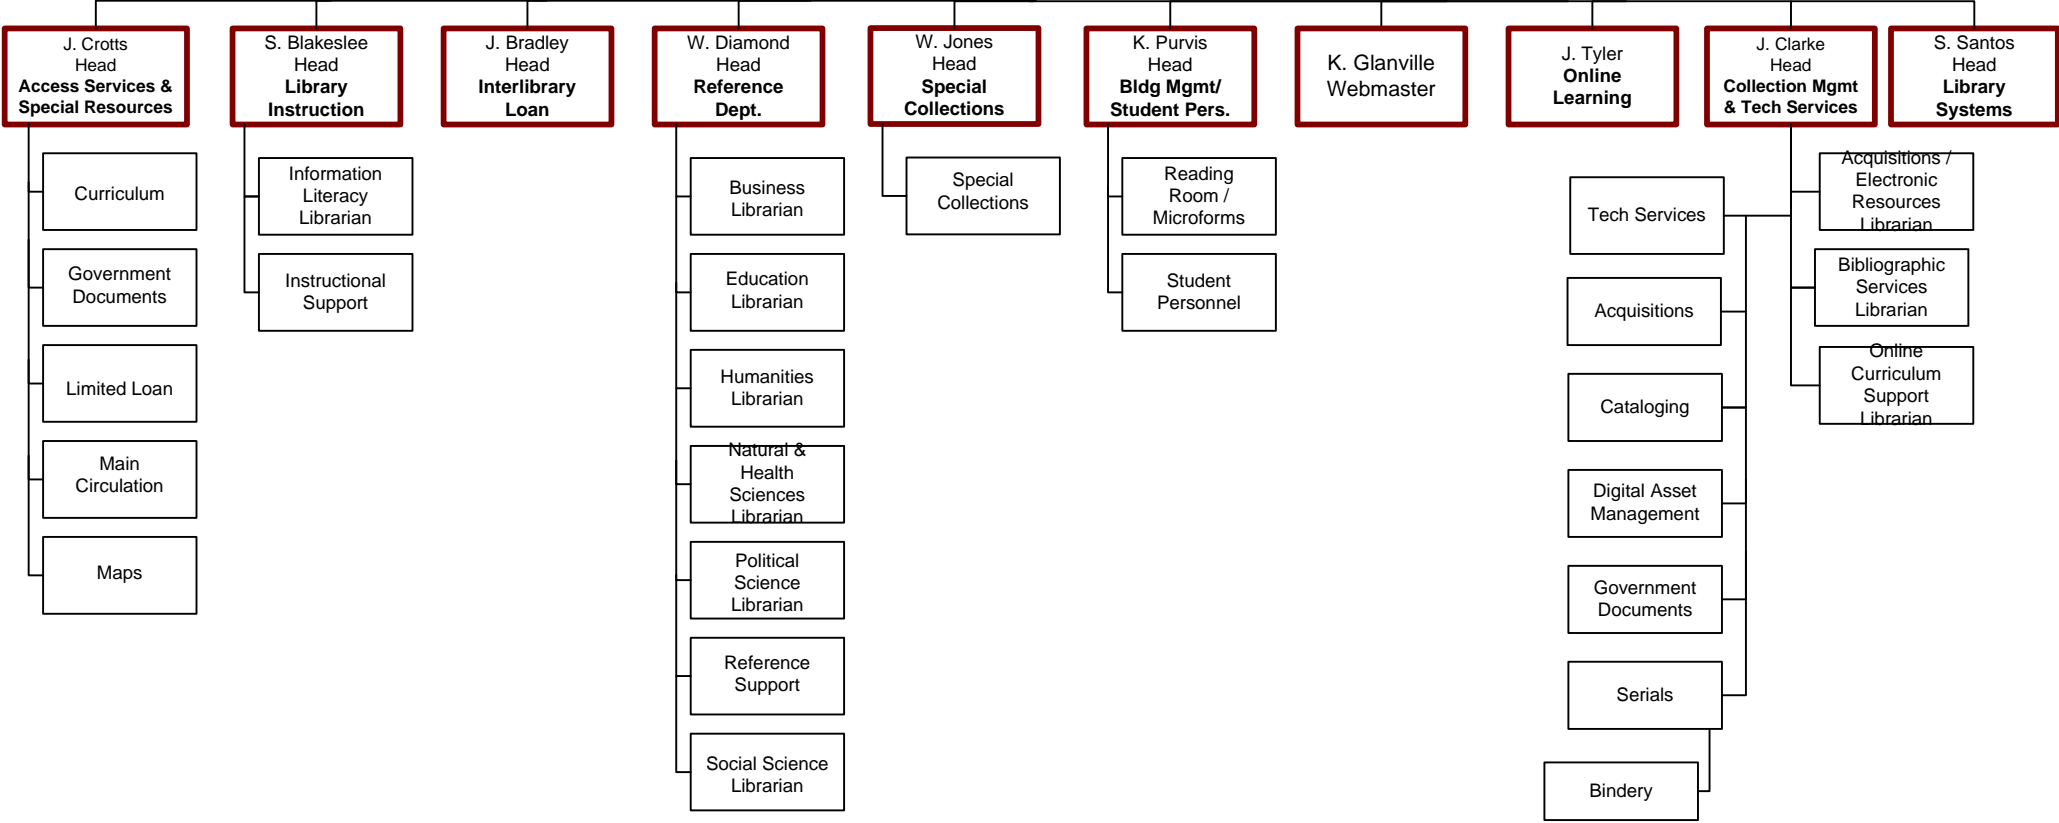 J. Crotts
Head
Access Services &
Special Resources
S. Blakeslee
Head
Library
Instruction
J. Bradley
Head
Interlibrary
Loan
W. Diamond
Head
Reference
Dept.
W. Jones
Head
Special
Collections
K. Purvis
Head
Bldg Mgmt/
Student Pers.
K. Glanville
Webmaster
J. Tyler
Online
Learning
J. Clarke
Head
Collection Mgmt
& Tech Services
S. Santos
Head
Library
Systems
Curriculum
Government
Documents
Limited Loan
Main
Circulation
Maps
Information
Literacy
Librarian
Instructional
Support
Business
Librarian
Education
Librarian
Humanities
Librarian
Natural &
Health
Sciences
Librarian
Political
Science
Librarian
Reference
Support
Social Science
Librarian
Special
Collections
Reading
Room /
Microforms
Student
Personnel
Tech Services
Acquisitions
Cataloging
Digital Asset
Management
Government
Documents
Serials
Bindery
Acquisitions /
Electronic
Resources
Librarian
Bibliographic
Services
Librarian
Online
Curriculum
Support
Librarian